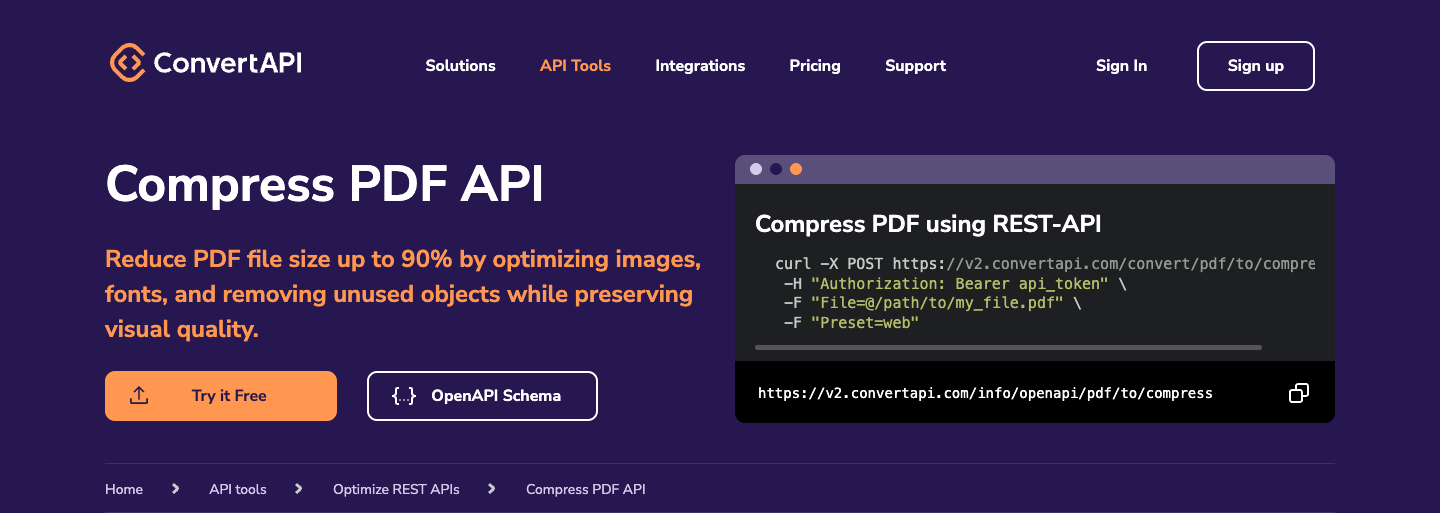 ConvertAPI
Solutions
API Tools
Integrations
Pricing
Support
Sign In
Sign up
Compress PDF API
Reduce PDF file size up to 90% by optimizing images,
fonts, and removing unused objects while preserving
visual quality.
Try it Free
{...} OpenAPI Schema
Compress PDF using REST-API
curl -X POST https://v2.convertapi.com/convert/pdf/to/compre
-H "Authorization: Bearer api_token" \
-F "File=@/path/to/my_file.pdf" \
-F "Preset=web"
https://v2.convertapi.com/info/openapi/pdf/to/compress
Home
API tools
Optimize REST APIs
Compress PDF API